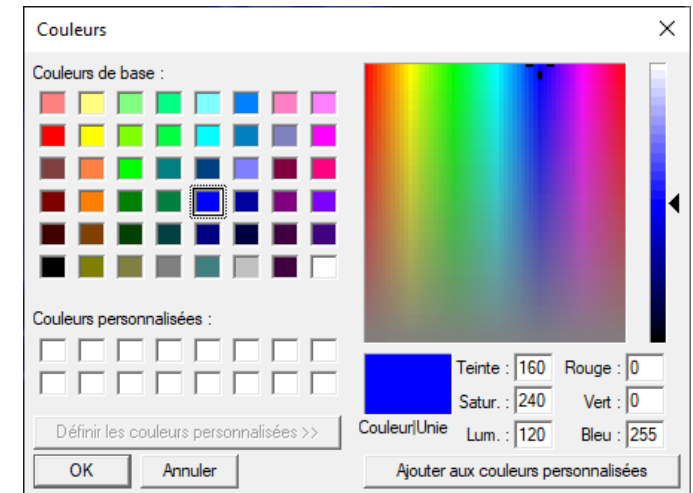 Couleurs
Couleurs de base :
Couleurs personnalisées :
Définir les couleurs personnalisées >>
OK Annuler
Couleur|Unie
Teinte : 160 Rouge : 0
Satur. : 240 Vert : 0
Lum. : 120 Bleu : 255
Ajouter aux couleurs personnalisées